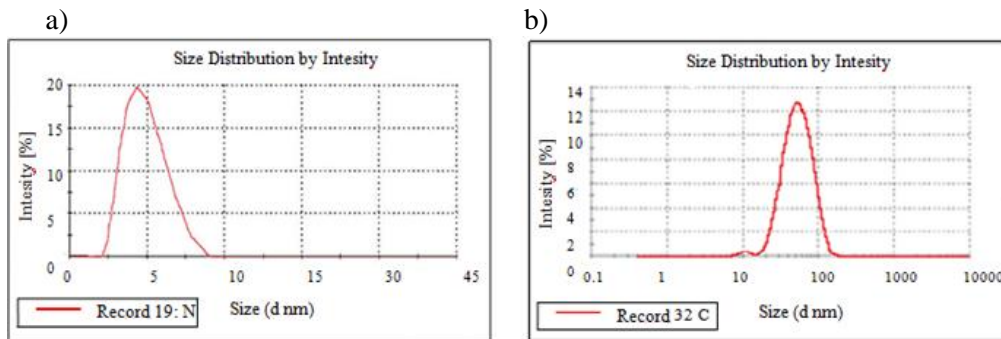 a)
Size Distribution by Intesity
20
15
10
5
0
Intesity [%]
0 5 10 15 30 45
Record 19: N
Size (d nm)
b)
Size Distribution by Intesity
14
12
10
8
6
4
2
0
Intesity [%]
0.1 1 10 100 1000 10000
Record 32 C
Size (d nm)